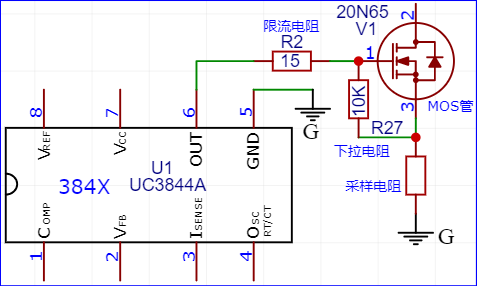 20N65
2
V1
限流电阻
R2
15
1
10K
3
MOS管
G
R27
下拉电阻
采样电阻
G
8
7
6
5
VREF
VCC
OUT
GND
U1
384X
UC3844A
COMP
VFB
ISENSE
OSC
RT/CT
1
2
3
4